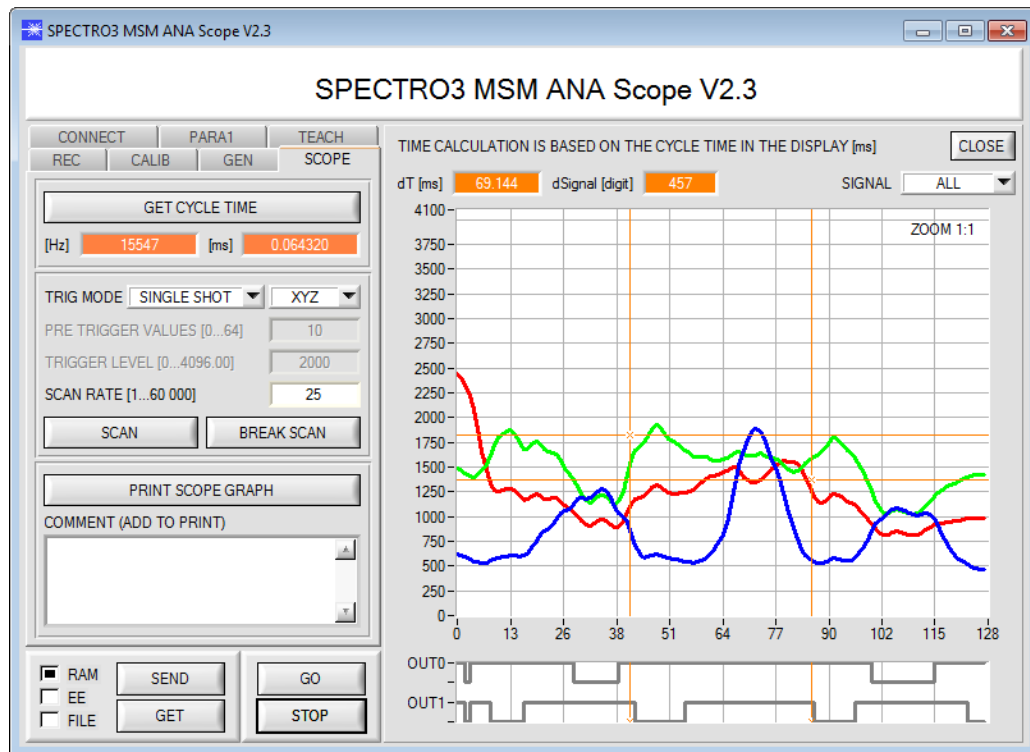 SPECTRO3 MSM ANA Scope V2.3
SPECTRO3 MSM ANA Scope V2.3
CONNECT PARA1 TEACH
REC CALIB GEN SCOPE
GET CYCLE TIME
[Hz] 15547 [ms] 0.064320
TRIG MODE SINGLE SHOT XYZ
PRE TRIGGER VALUES [0...64] 10
TRIGGER LEVEL [0...4096.00] 2000
SCAN RATE [1...60 000] 25
SCAN BREAK SCAN
PRINT SCOPE GRAPH
COMMENT (ADD TO PRINT)
RAM
EE
FILE
SEND
GET
GO
STOP
TIME CALCULATION IS BASED ON THE CYCLE TIME IN THE DISPLAY [ms] CLOSE
dT [ms] 69.144 dSignal [digit] 457 SIGNAL ALL
ZOOM 1:1
4100
3750
3500
3250
3000
2750
2500
2250
2000
1750
1500
1250
1000
750
500
250
0
0 13 26 38 51 64 77 90 102 115 128
OUT0
OUT1